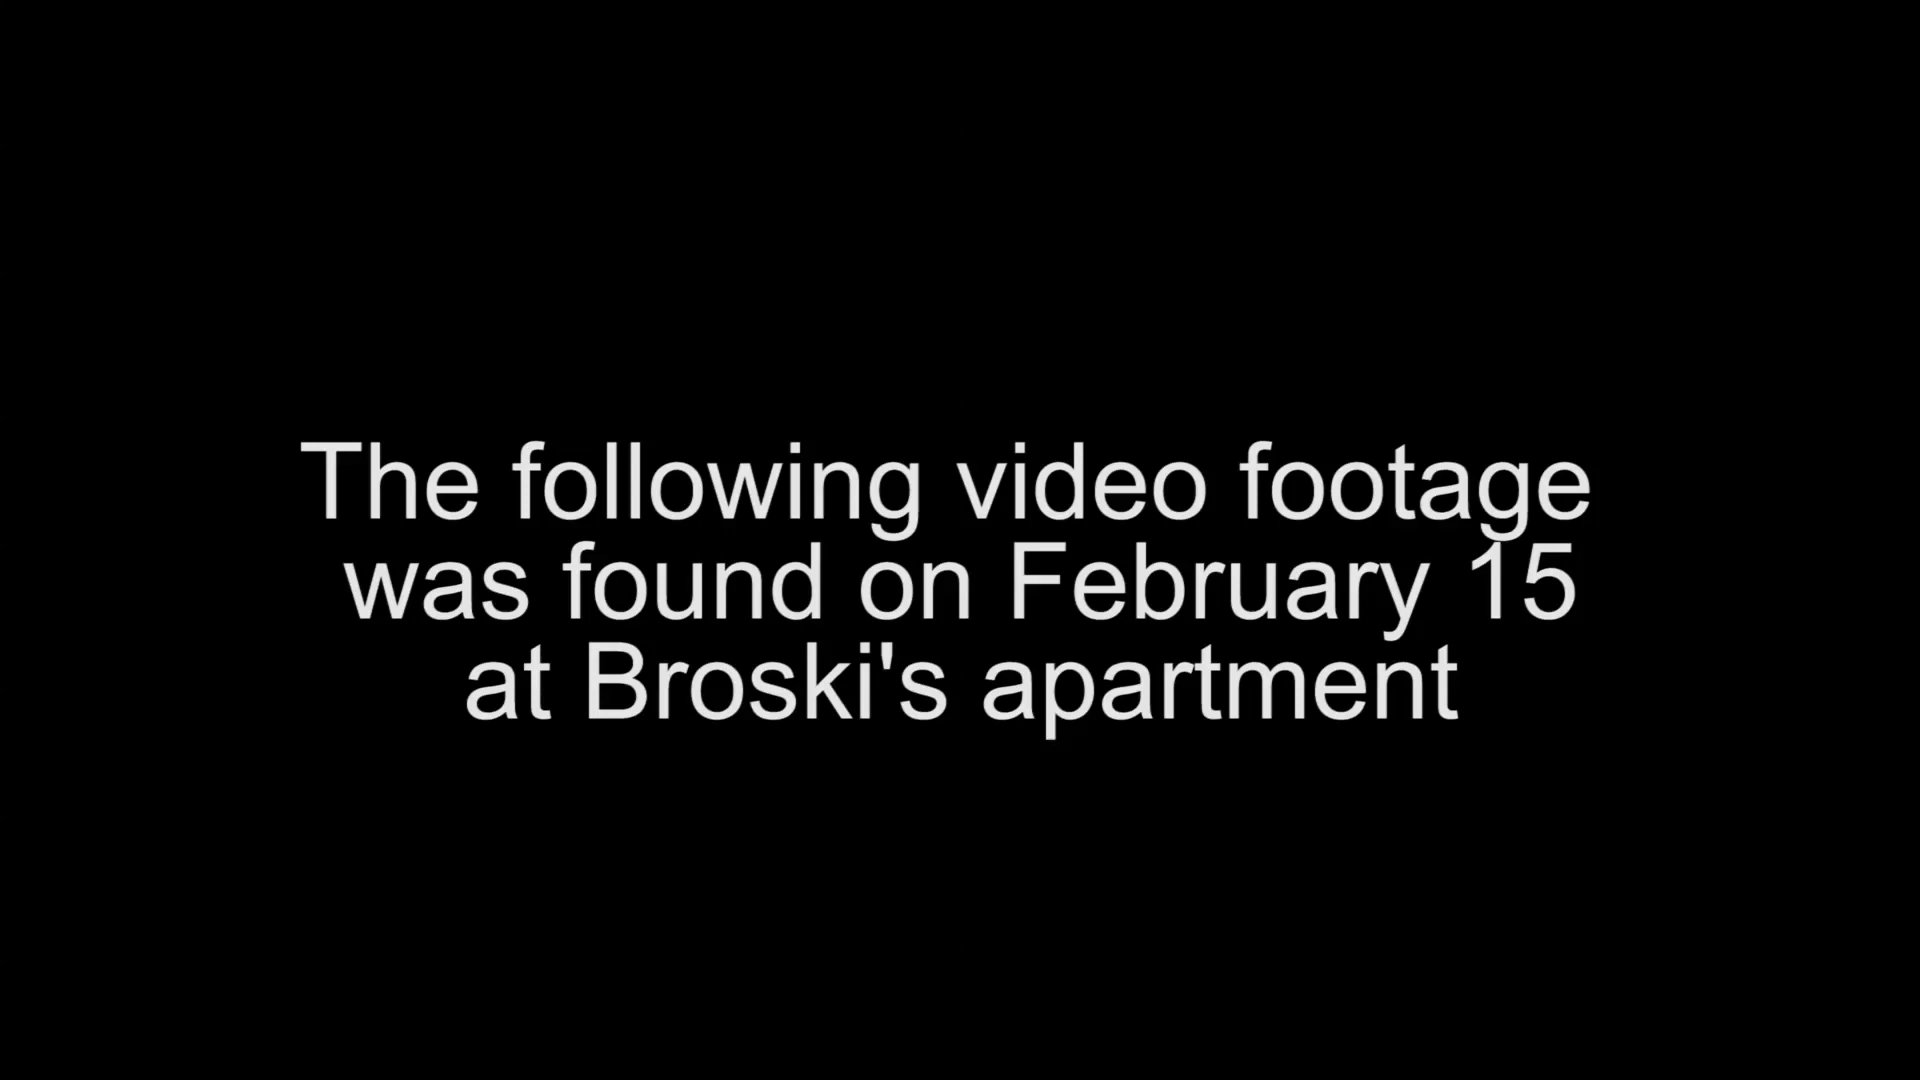 The following video footage
was found on February 15
at Broski's apartment